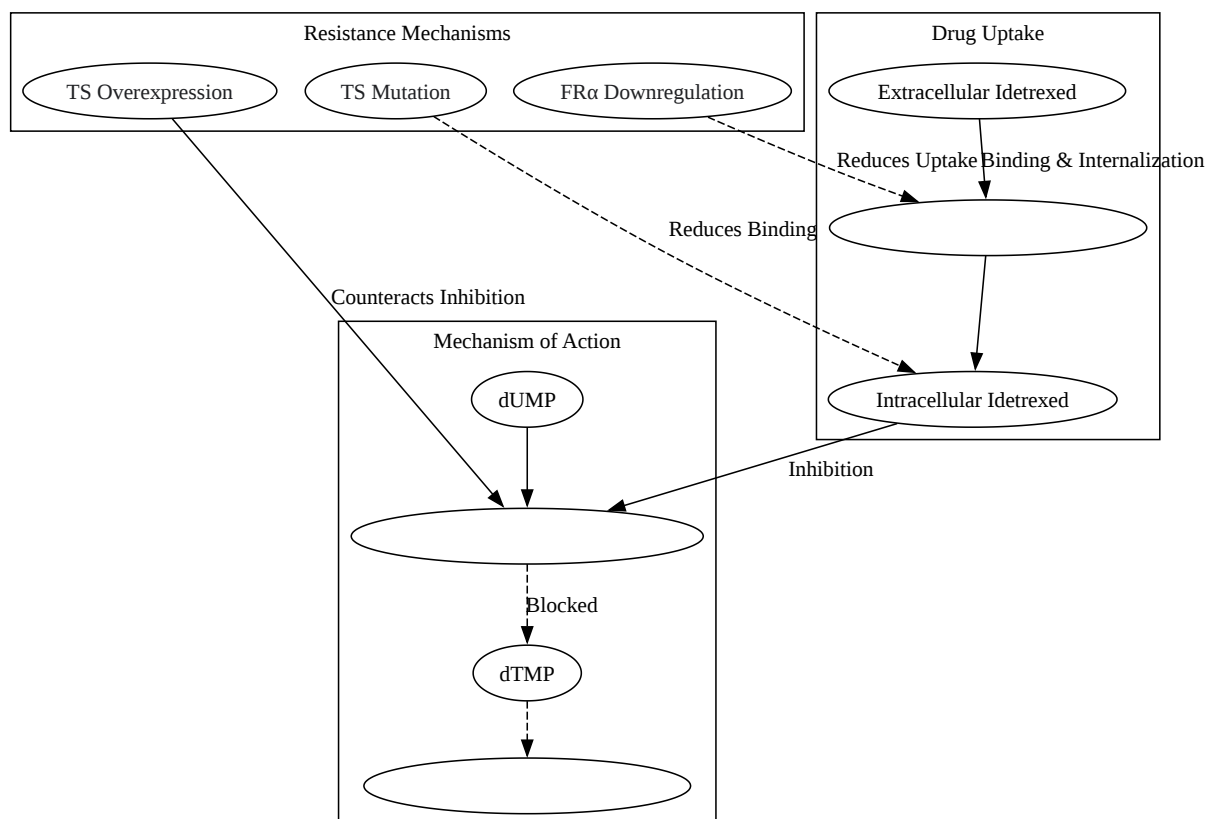 Resistance Mechanisms
Drug Uptake
TS Overexpression
TS Mutation
FRα Downregulation
Extracellular Idetrexed
Reduces Uptake
Binding & Internalization
Reduces Binding
Counteracts Inhibition
Mechanism of Action
dUMP
Intracellular Idetrexed
Inhibition
Blocked
dTMP